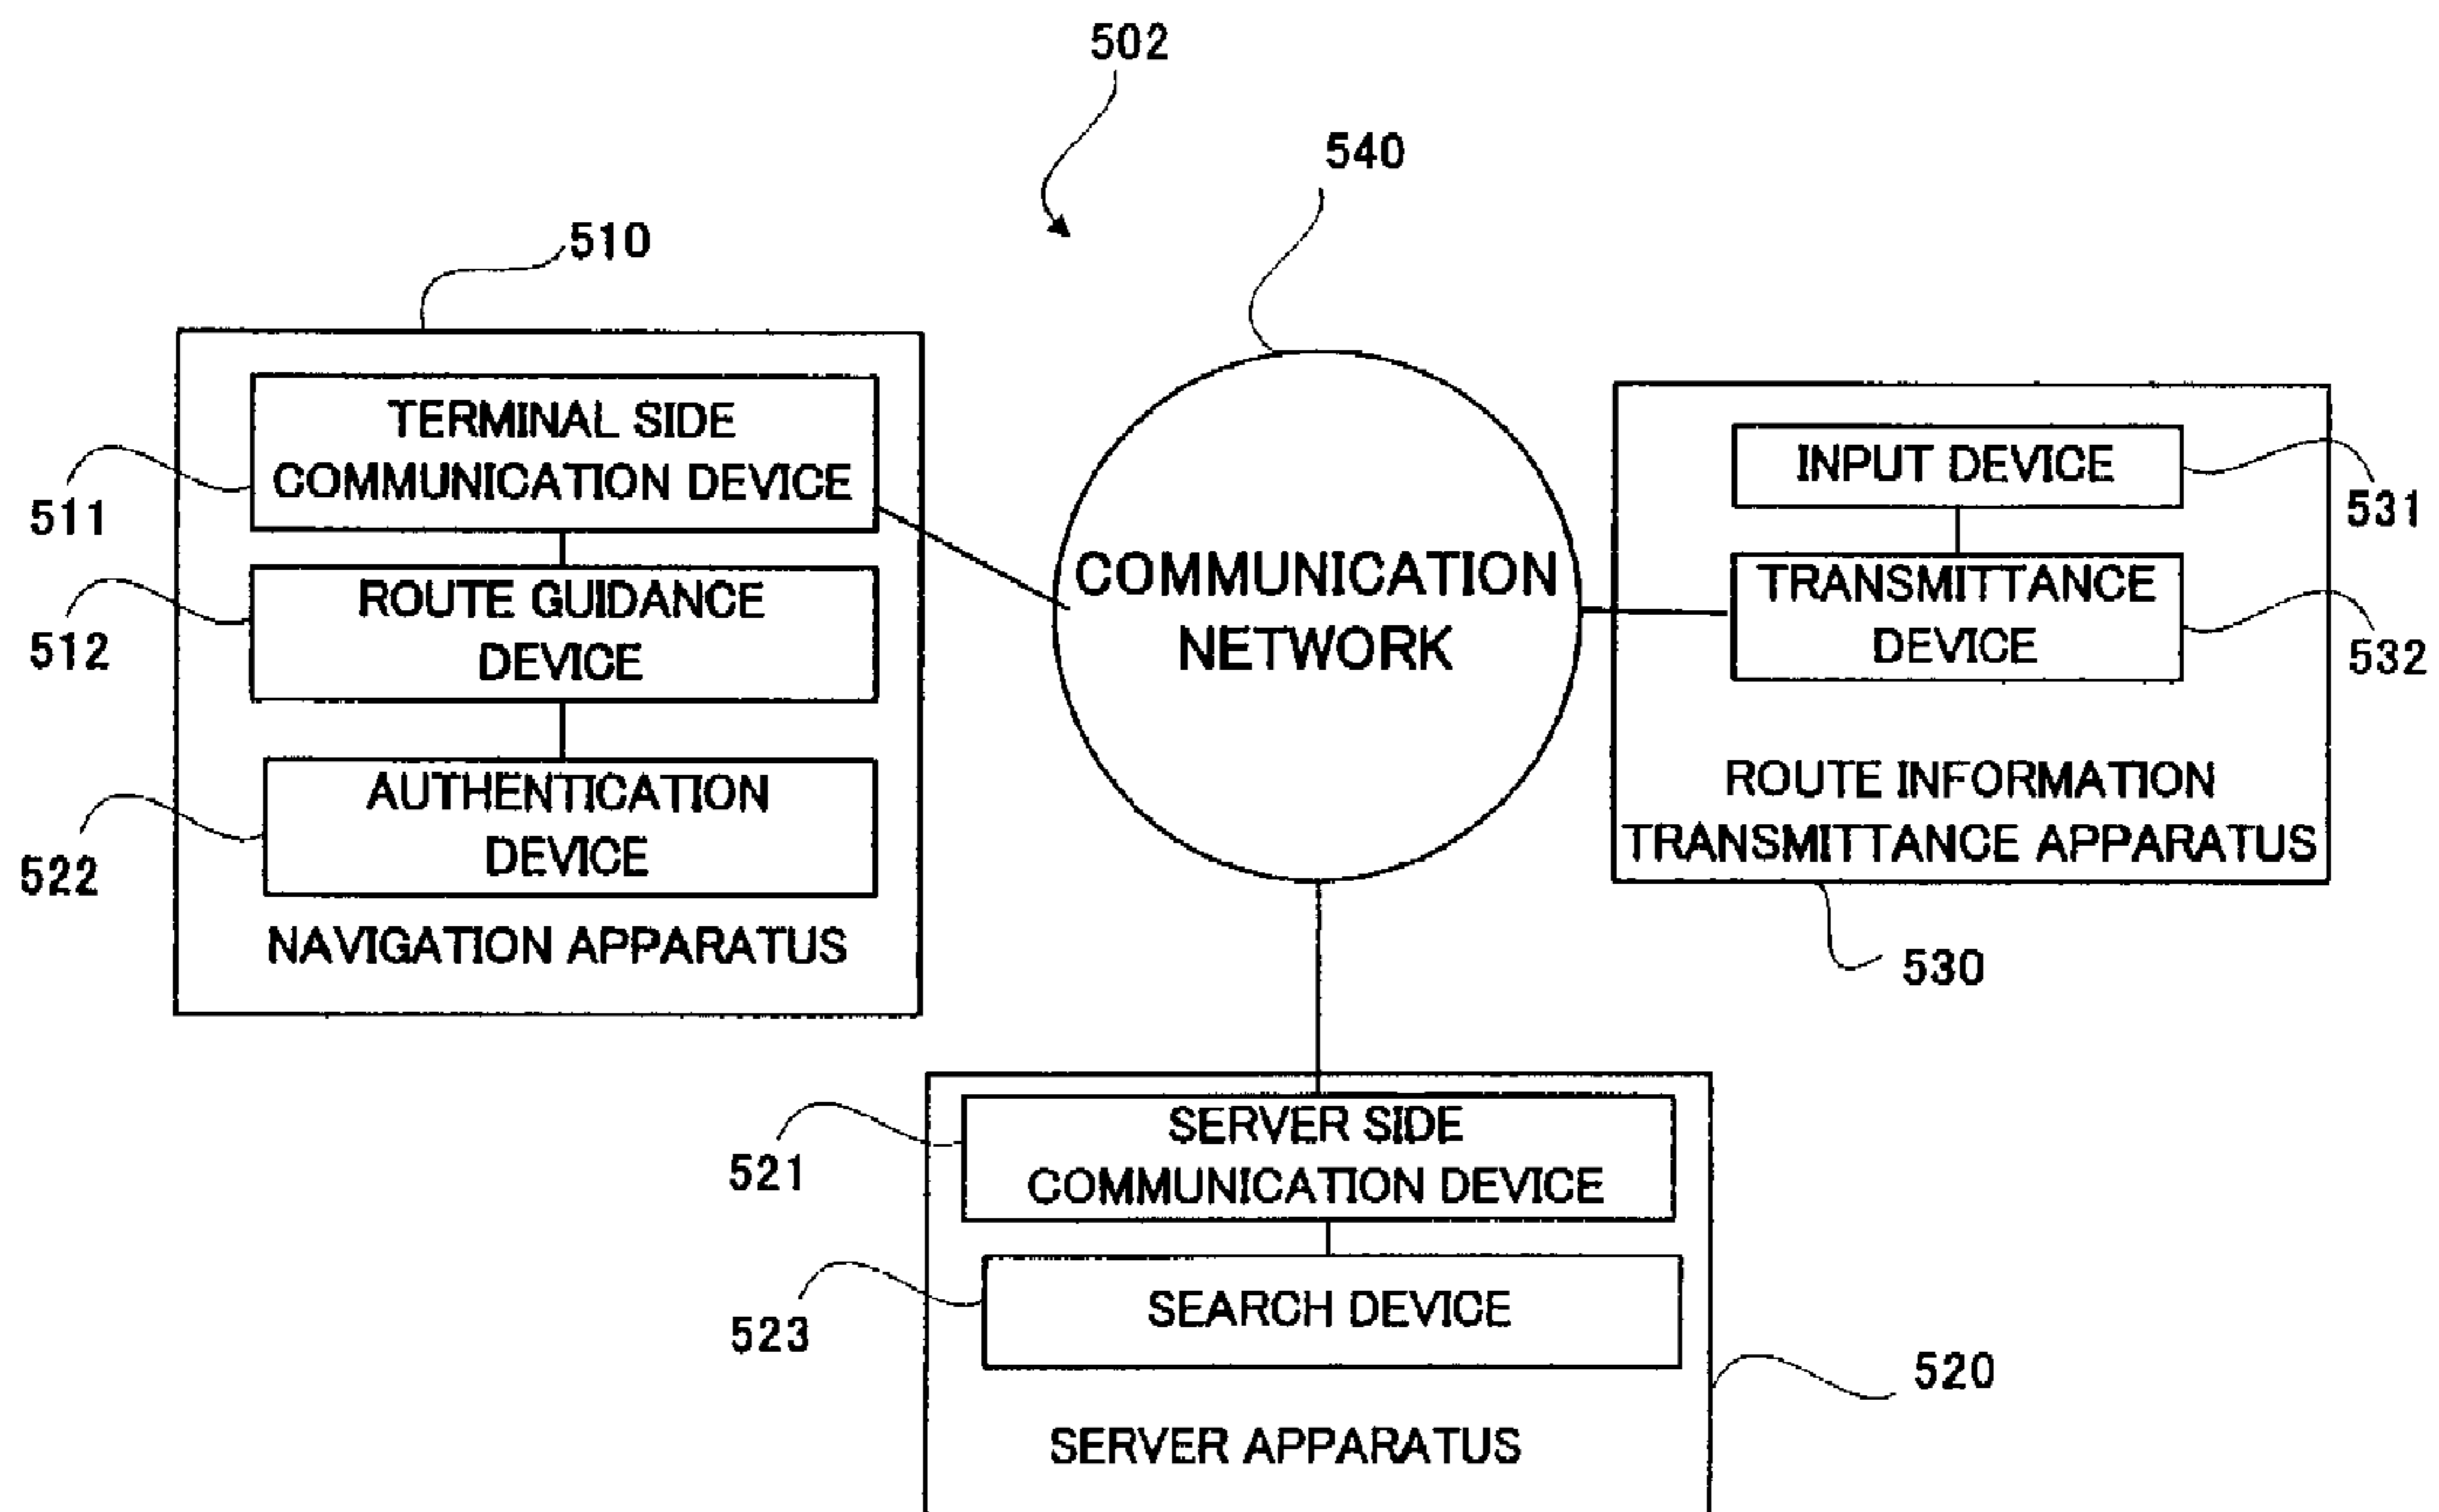 502
540
510
TERMINAL SIDE
COMMUNICATION DEVICE
511
ROUTE GUIDANCE
DEVICE
512
AUTHENTICATION
DEVICE
522
NAVIGATION APPARATUS
COMMUNICATION
NETWORK
INPUT DEVICE
531
TRANSMITTANCE
DEVICE
532
ROUTE INFORMATION
TRANSMITTANCE APPARATUS
530
SERVER SIDE
COMMUNICATION DEVICE
521
SEARCH DEVICE
523
520
SERVER APPARATUS